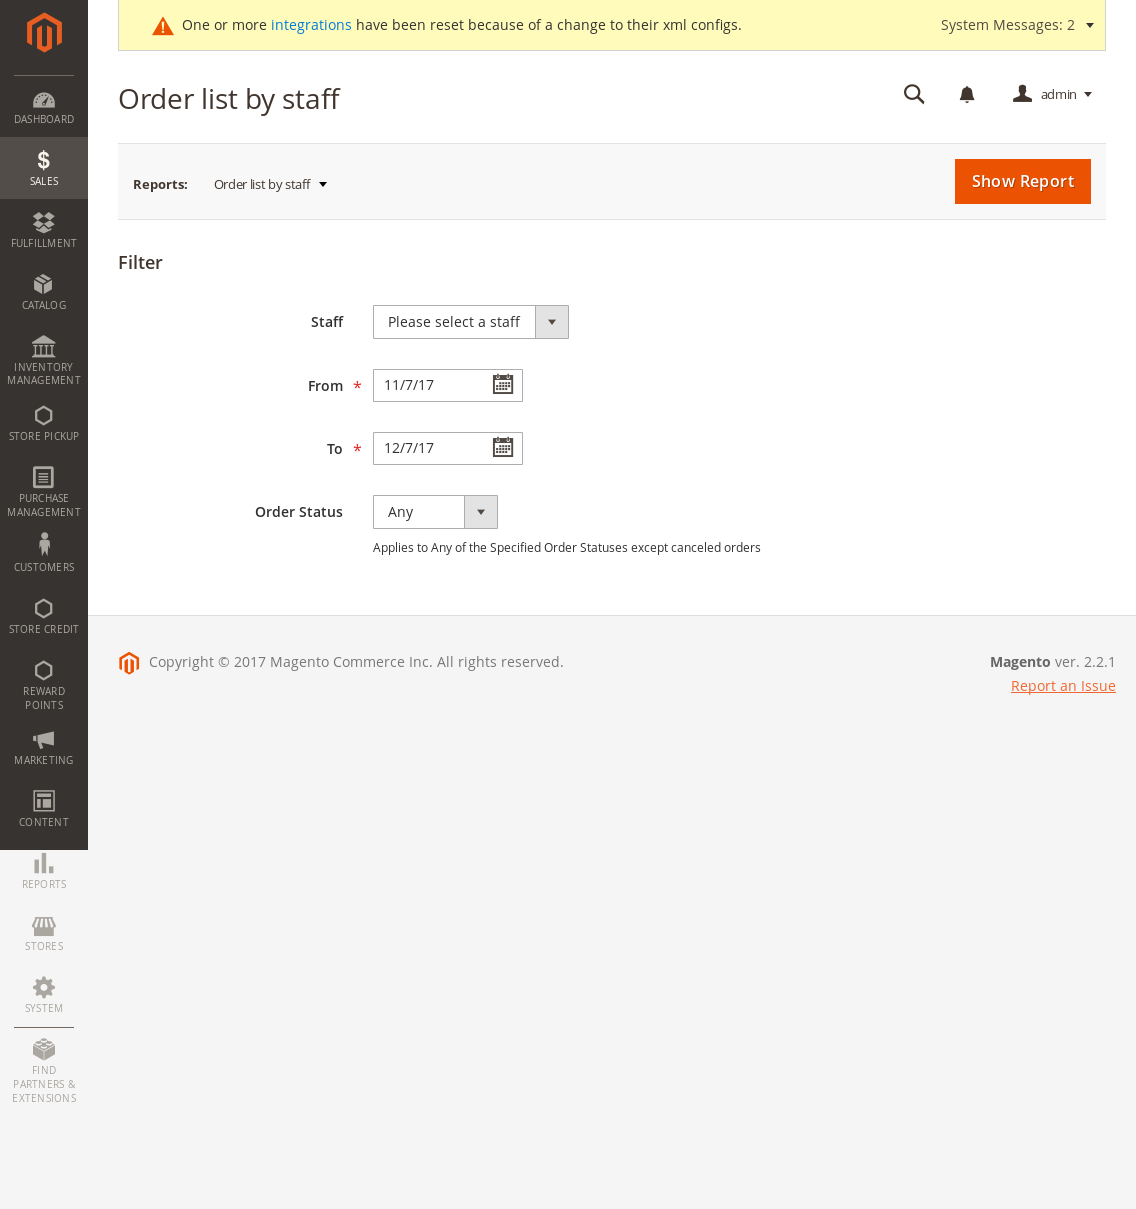 One or more integrations have been reset because of a change to their xml configs.
System Messages: 2
Order list by staff
admin
Reports:
Order list by staff
Show Report
Filter
Staff
Please select a staff
From *
11/7/17
To *
12/7/17
Order Status
Any
Applies to Any of the Specified Order Statuses except canceled orders
Copyright © 2017 Magento Commerce Inc. All rights reserved.
Magento ver. 2.2.1
Report an Issue
DASHBOARD
$
SALES
FULFILLMENT
CATALOG
INVENTORY
MANAGEMENT
STORE PICKUP
PURCHASE
MANAGEMENT
CUSTOMERS
STORE CREDIT
REWARD
POINTS
MARKETING
CONTENT
REPORTS
STORES
SYSTEM
FIND
PARTNERS &
EXTENSIONS